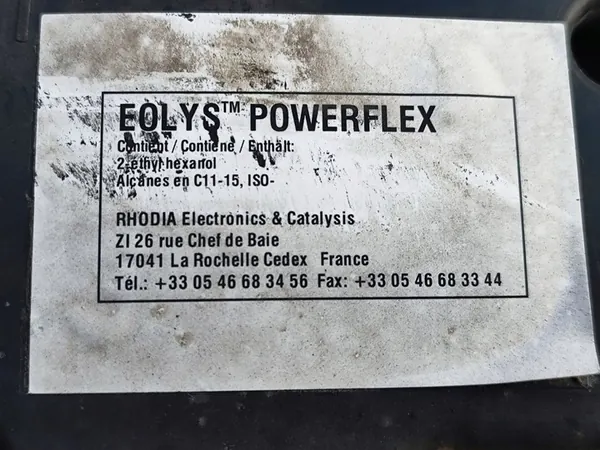 EOLYS™ POWERFLEX
Contient / Contiene / Enthält:
2-ethyl hexanol
Alcanes en C11-15, ISO-
RHODIA Electronics & Catalysis
ZI 26 rue Chef de Baie
17041 La Rochelle Cedex France
Tél.: +33 05 46 68 34 56 Fax: +33 05 46 68 33 44